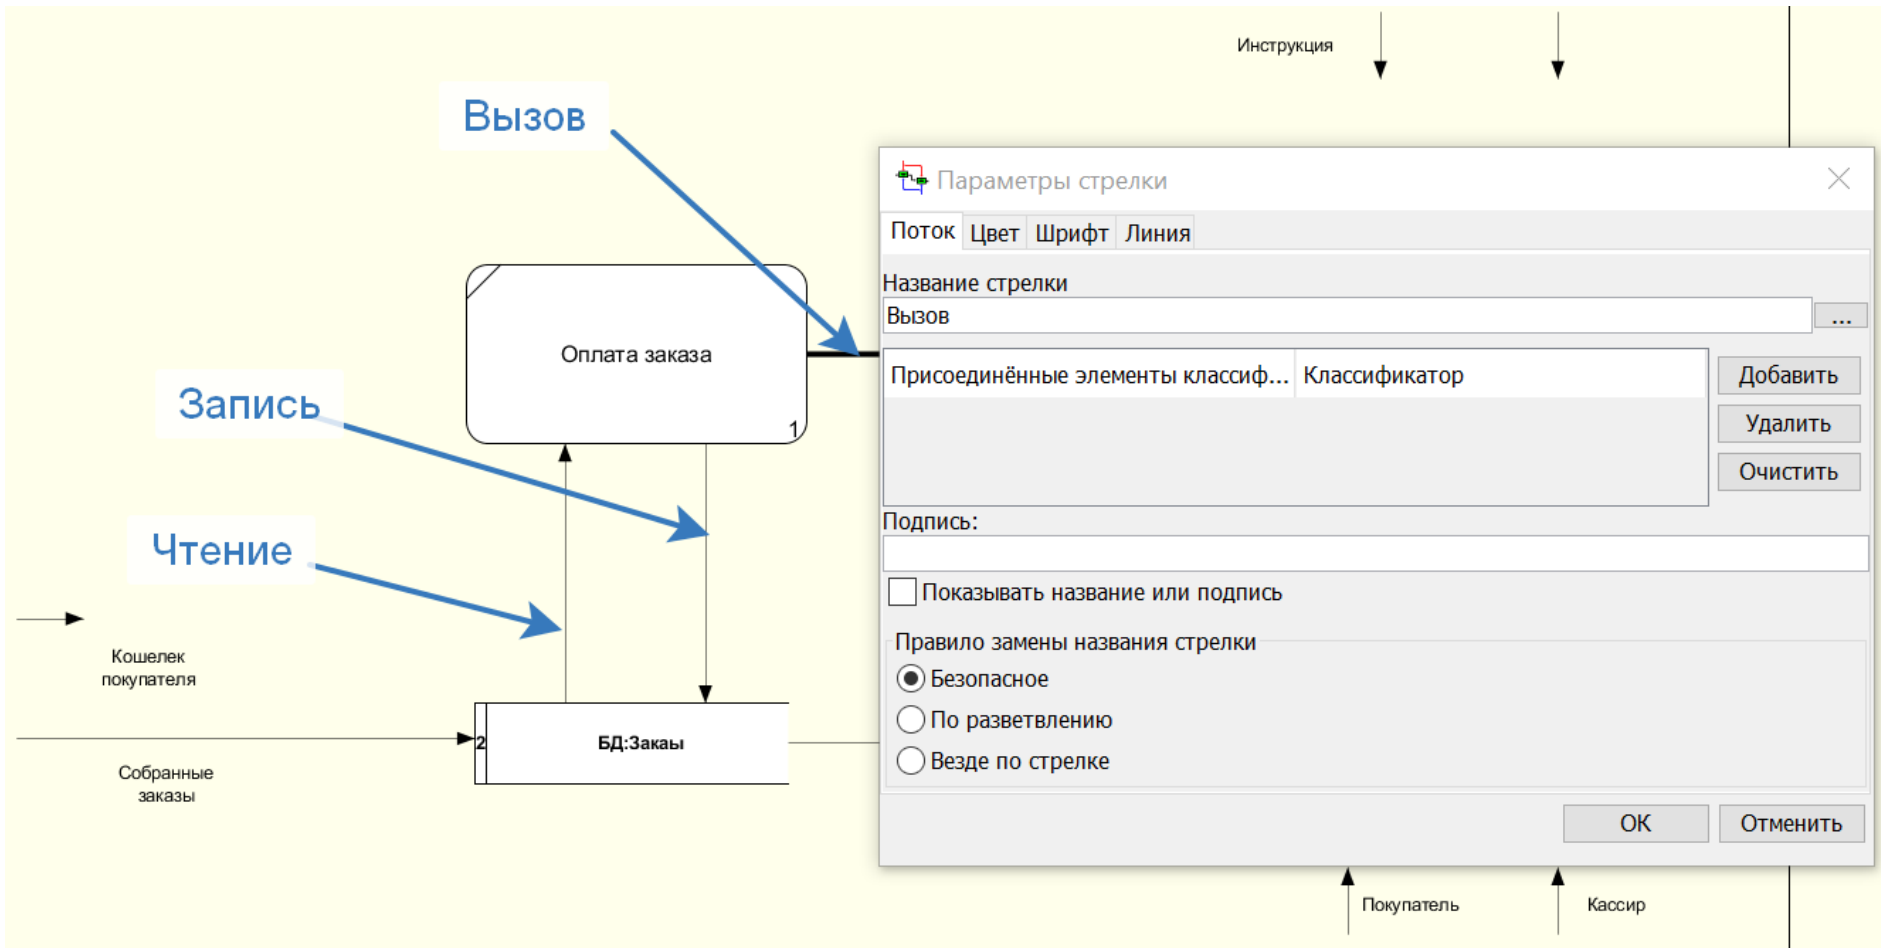 Инструкция
Вызов
Параметры стрелки
Поток Цвет Шрифт Линия
Название стрелки
Вызов
...
Присоединённые элементы классиф... Классификатор
Добавить
Удалить
Очистить
Подпись:
Показывать название или подпись
Правило замены названия стрелки
Безопасное
По разветвлению
Везде по стрелке
ОК Отменить
Оплата заказа
1
Запись
Чтение
Кошелек
покупателя
2 БД:Закаы
Собранные
заказы
Покупатель
Кассир